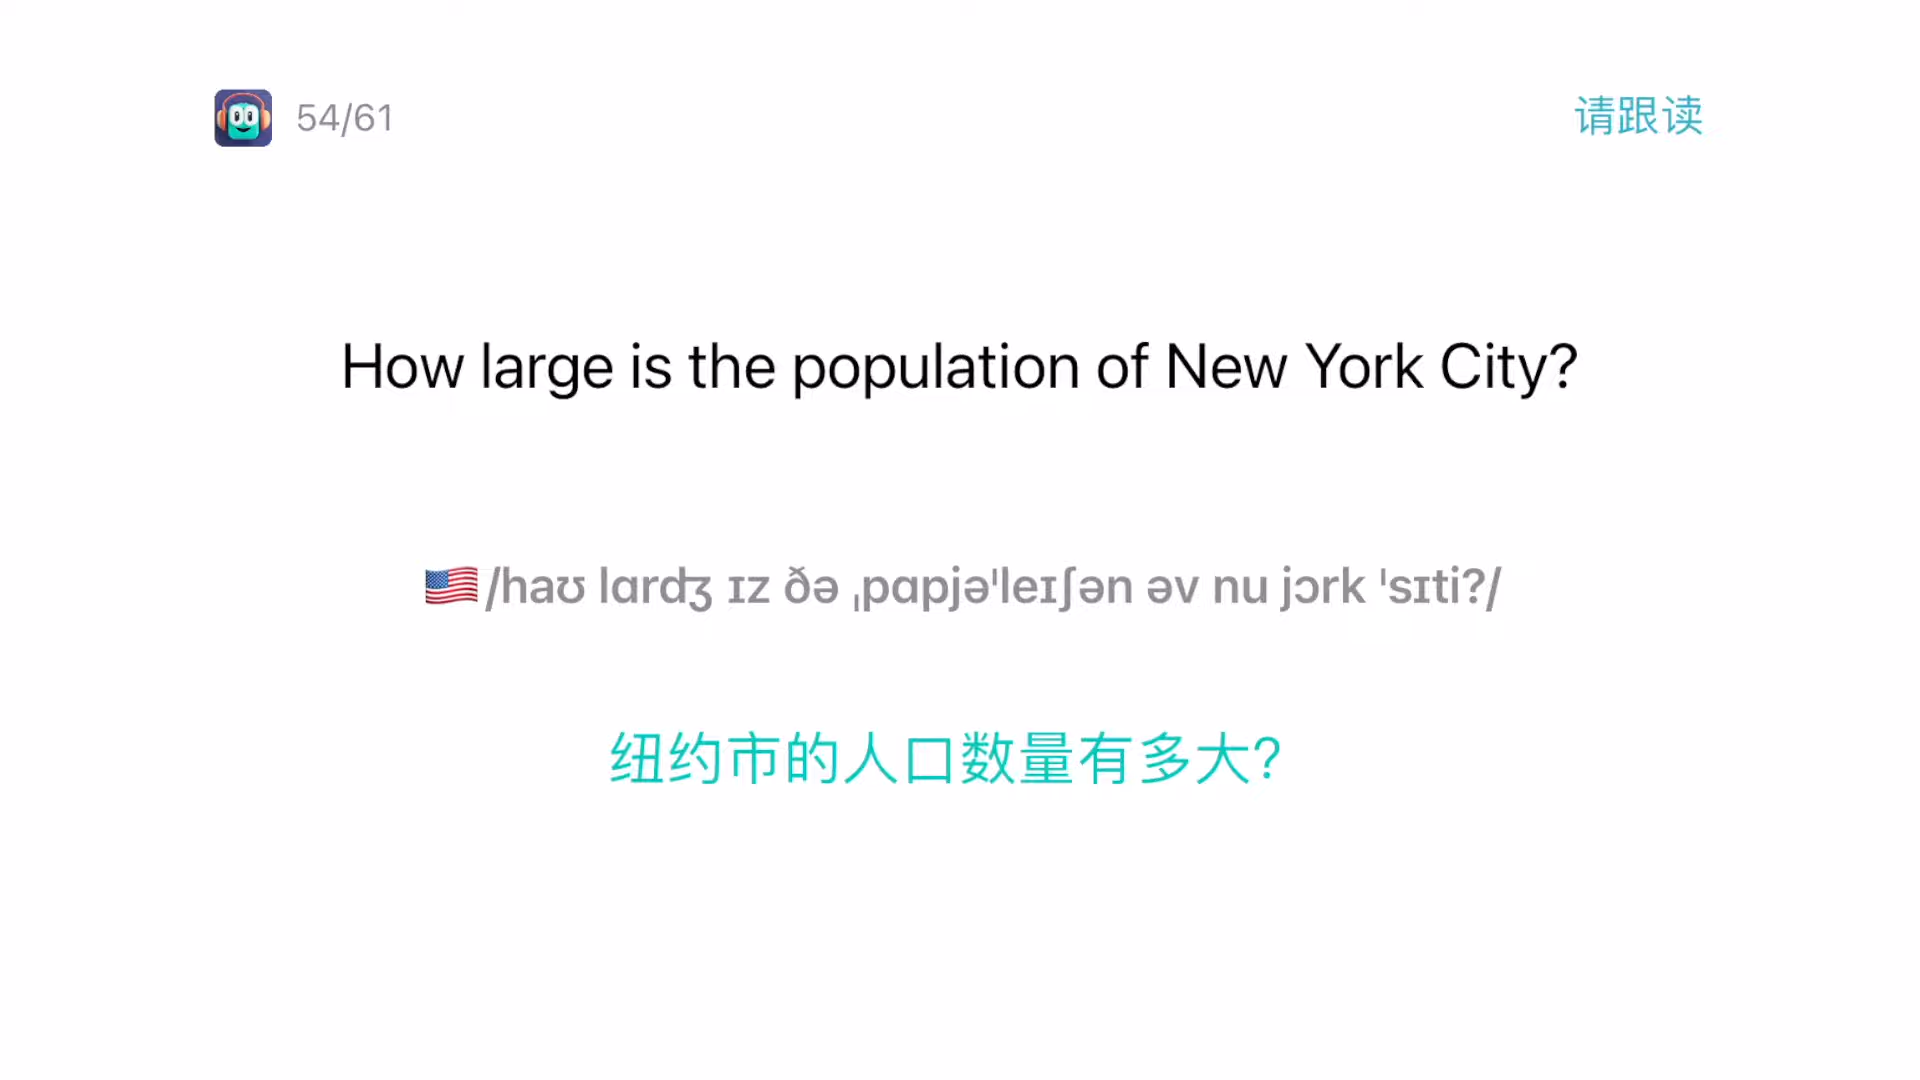 54/61
请跟读
How large is the population of New York City?
/haʊ lɑrʤ ɪz ðə ˌpɑpjəˈleɪʃən əv nu jɔrk ˈsɪti?/
纽约市的人口数量有多大?